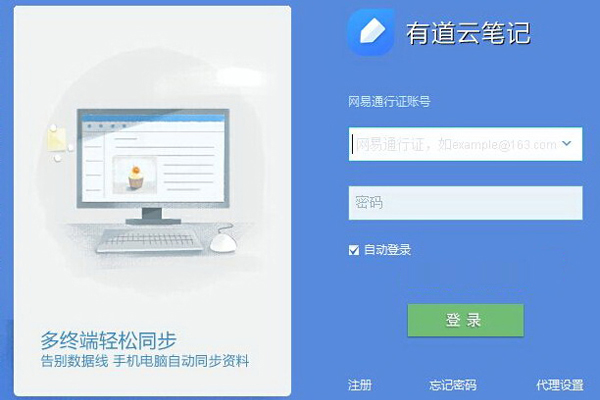 有道云笔记
网易通行证账号
网易通行证，如example@163.com
密码
自动登录
登录
注册
忘记密码
代理设置
多终端轻松同步
告别数据线 手机电脑自动同步资料